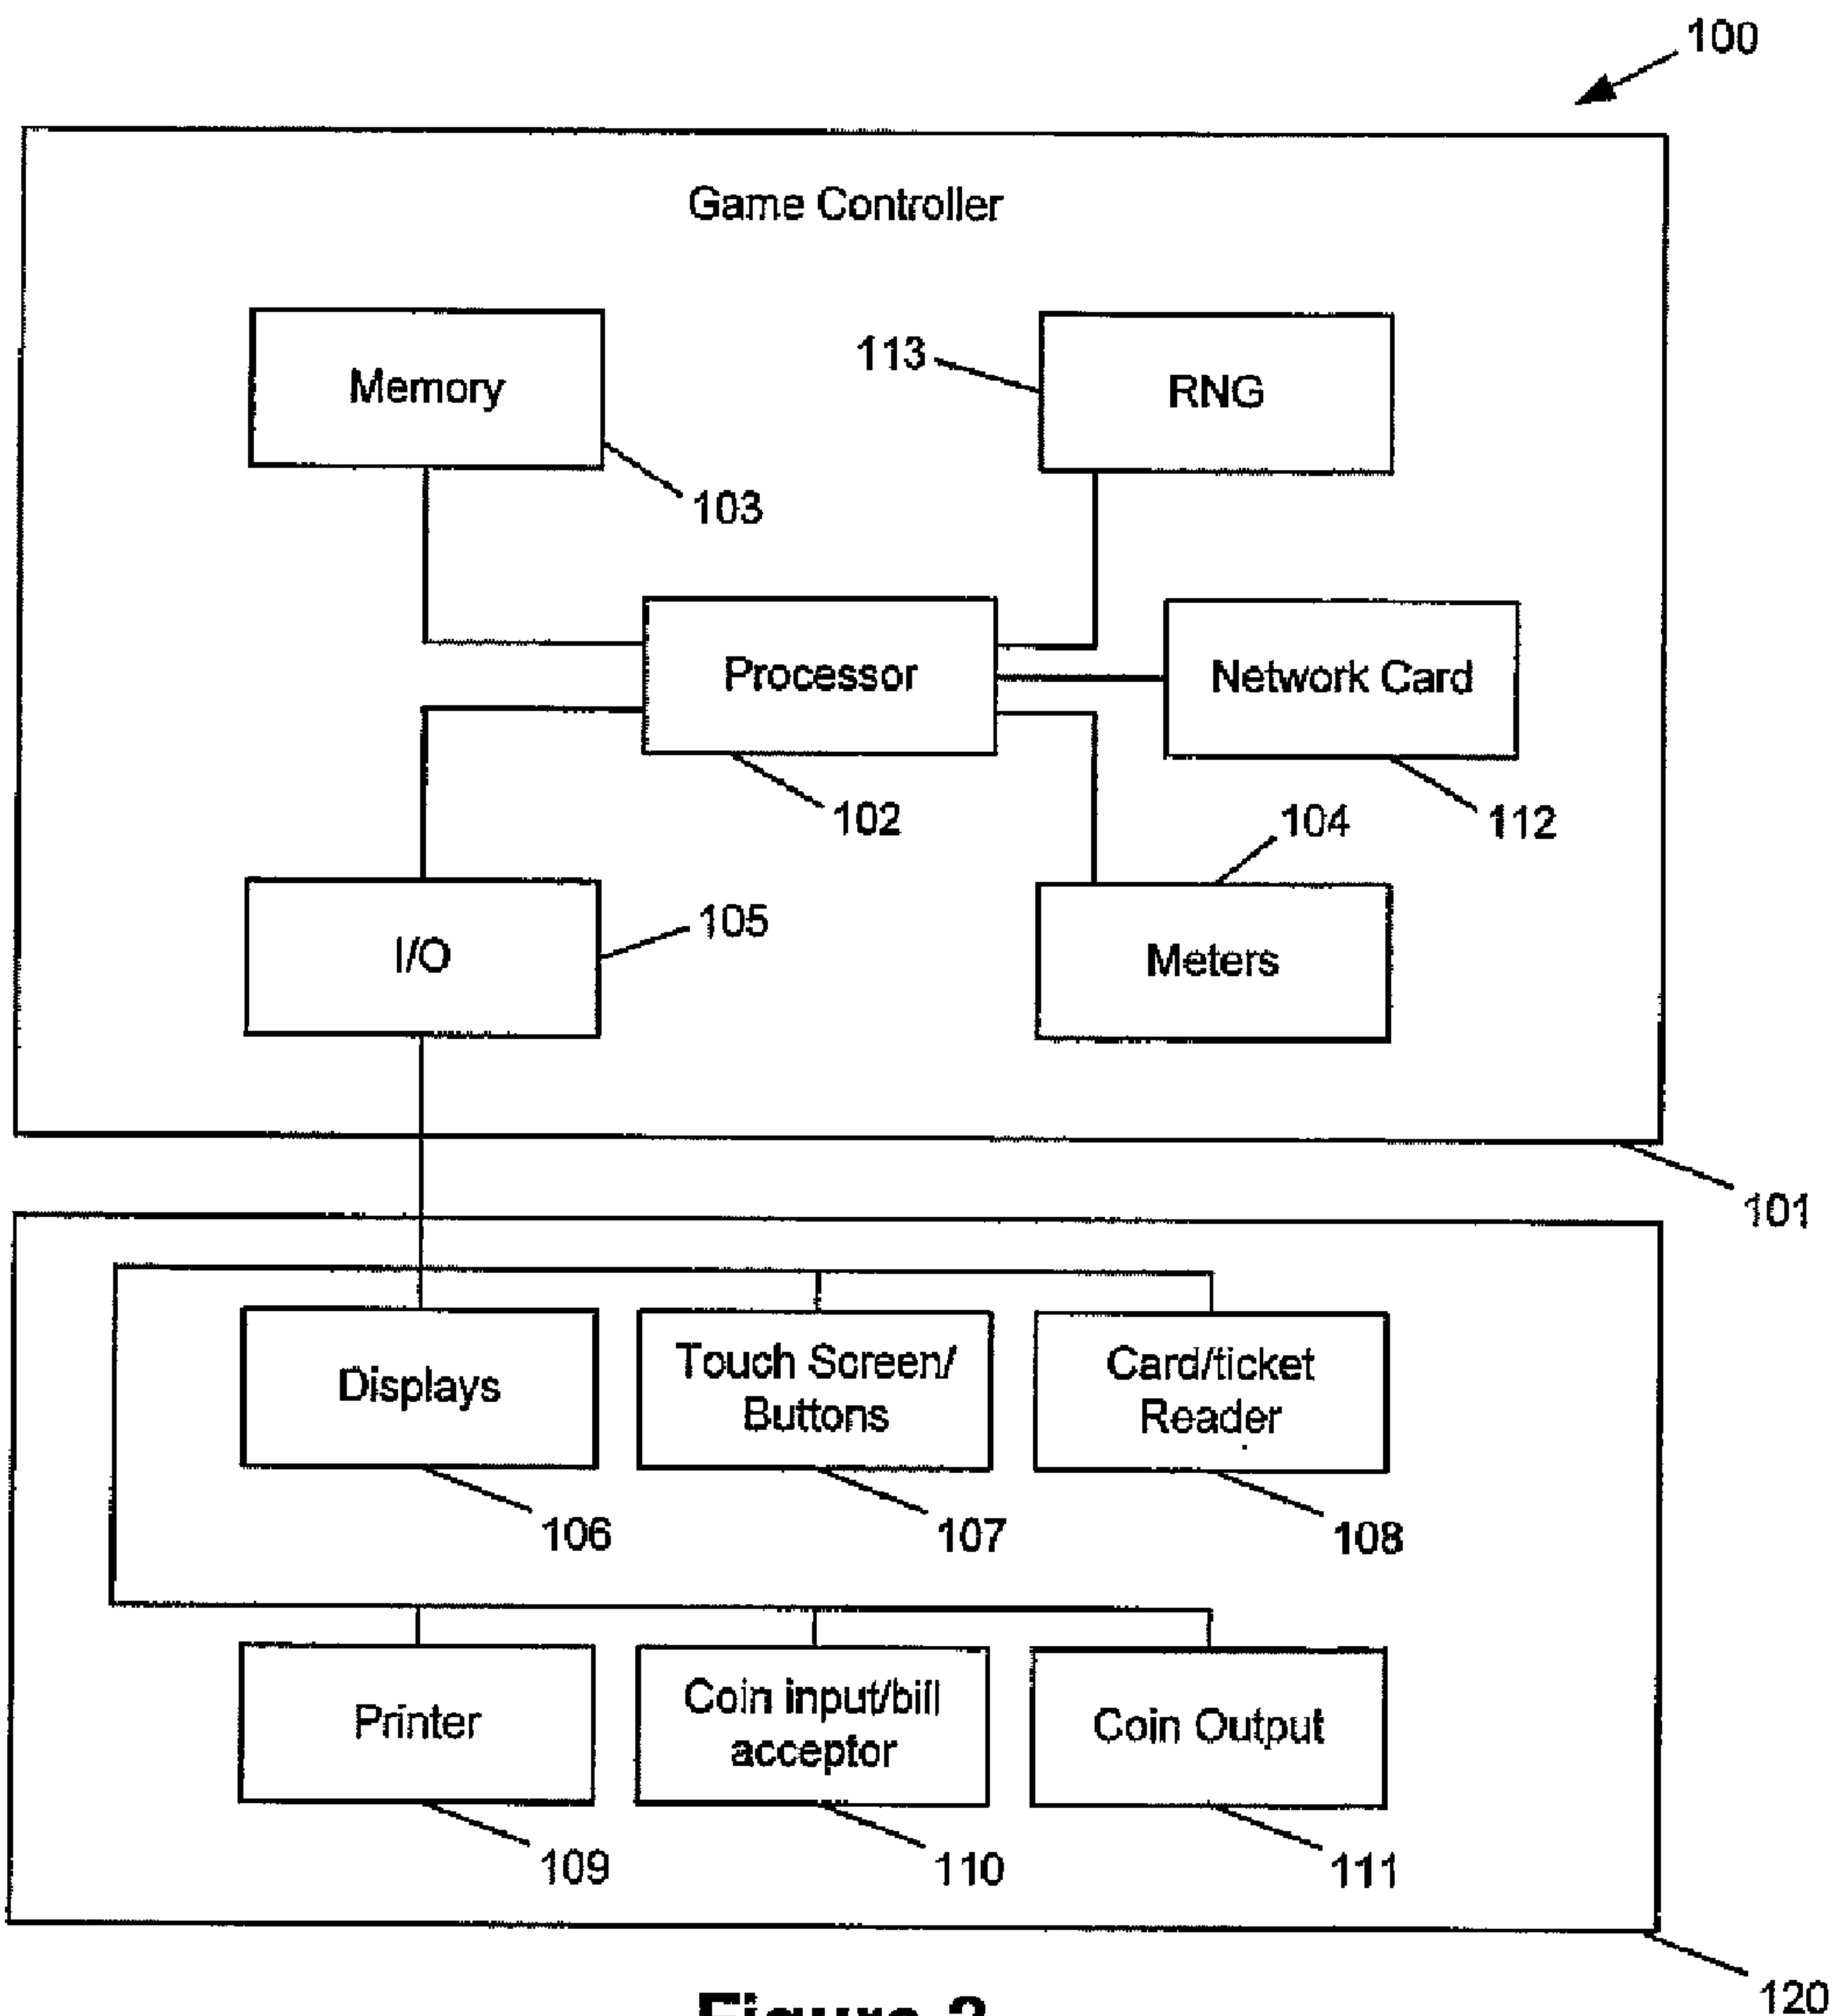 100
Game Controller
Memory
113
RNG
103
Processor
Network Card
102
104
112
I/O
105
Meters
101
Displays
Touch Screen/
Buttons
Card/ticket
Reader
106
107
108
Printer
Coin input/bill
acceptor
Coin Output
109
110
111
120